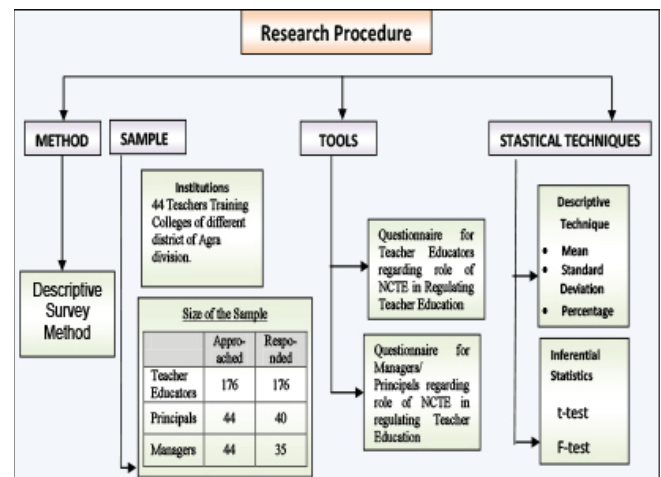 Research Procedure
METHOD
SAMPLE
TOOLS
STASTICAL TECHNIQUES
Descriptive
Survey
Method
Institutions
44 Teachers Training
Colleges of different
district of Agra
division.
Size of the Sample
Appro-
ached
Respo-
nded
Teacher
Educators
176 176
Principals 44 40
Managers 44 35
Questionnaire for
Teacher Educators
regarding role of
NCTE in Regulating
Teacher Education
Questionnaire for
Managers/
Principals regarding
role of NCTE in
regulating Teacher
Education
Descriptive
Technique
• Mean
• Standard
Deviation
• Percentage
Inferential
Statistics
t-test
F-test